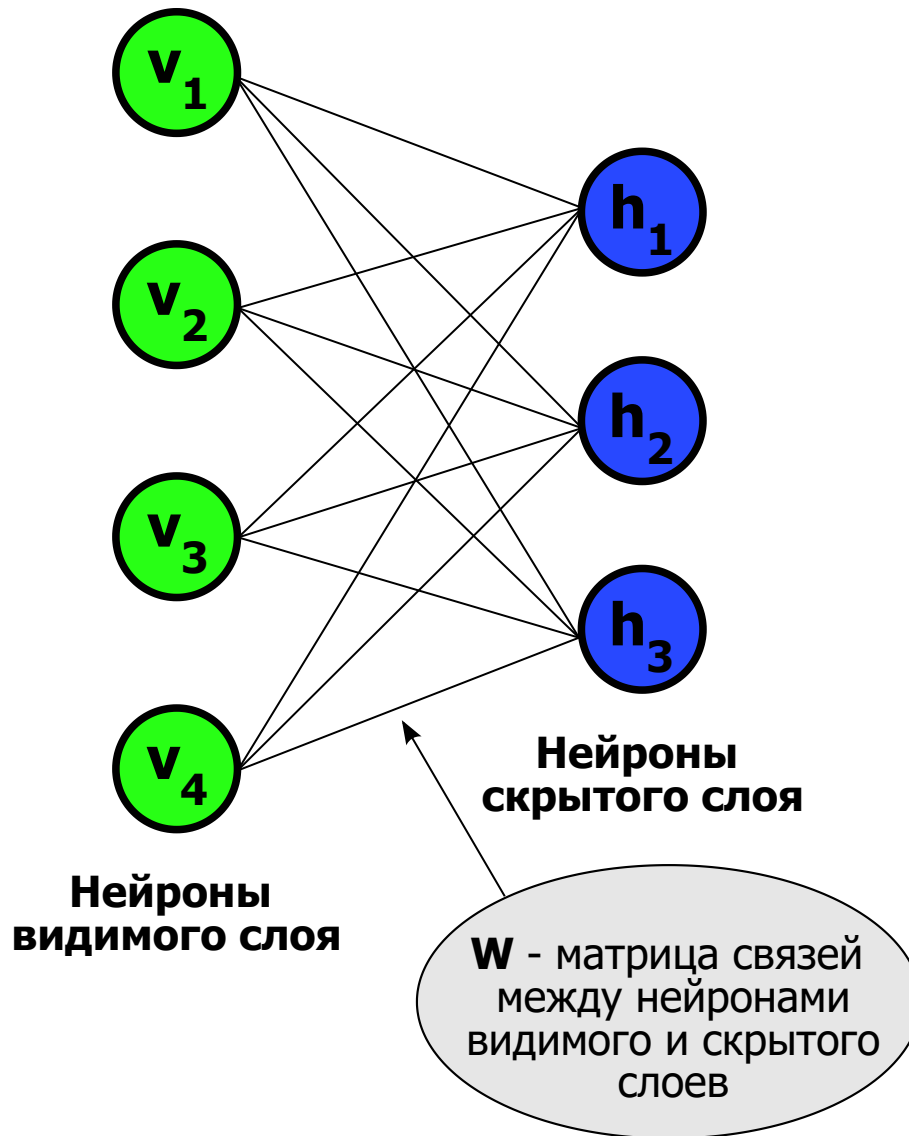 v1
v2
v3
v4
h1
h2
h3
Нейроны
скрытого слоя
Нейроны
видимого слоя
W - матрица связей
между нейронами
видимого и скрытого
слоев